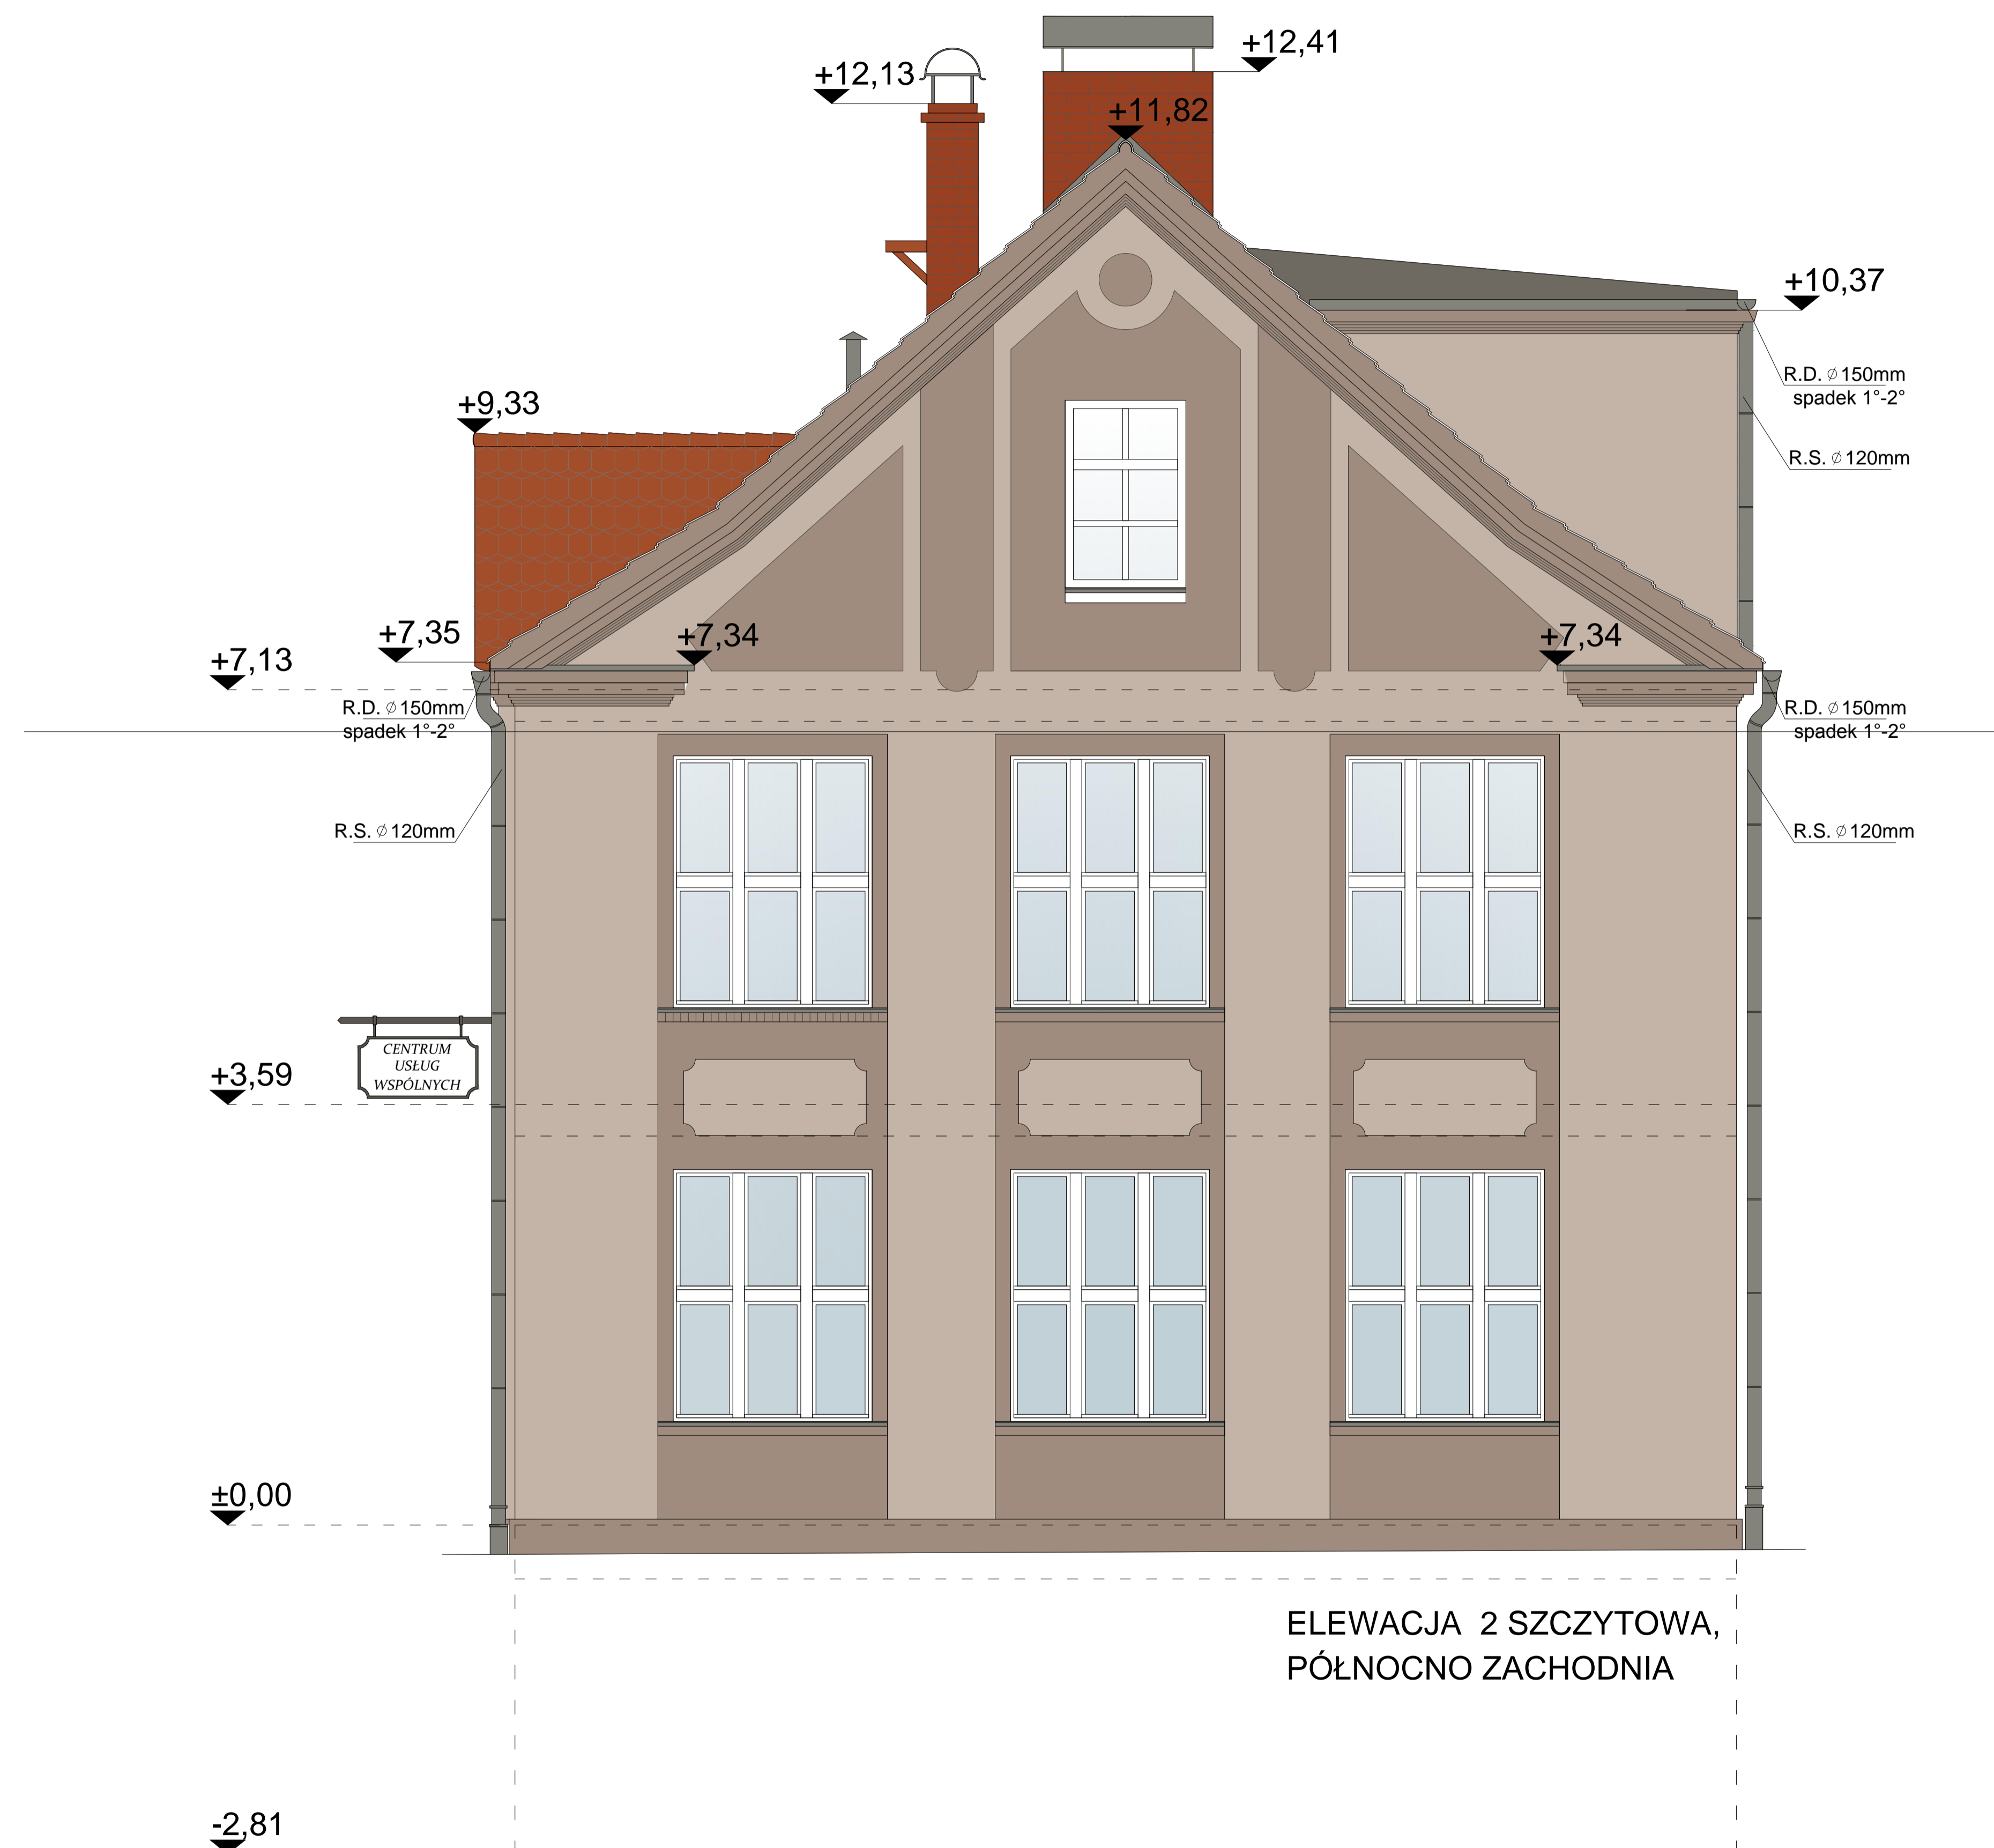 +12,41
+12,13
+11,82
+10,37
R.D. ⌀150mm
spadek 1°-2°
+9,33
R.S. ⌀120mm
+7,35
+7,34
+7,34
+7,13
R.D. ⌀150mm
spadek 1°-2°
R.D. ⌀150mm
spadek 1°-2°
R.S. ⌀120mm
R.S. ⌀120mm
CENTRUM
USŁUG
WSPÓLNYCH
+3,59
±0,00
ELEWACJA 2 SZCZYTOWA,
PÓŁNOCNO ZACHODNIA
-2,81